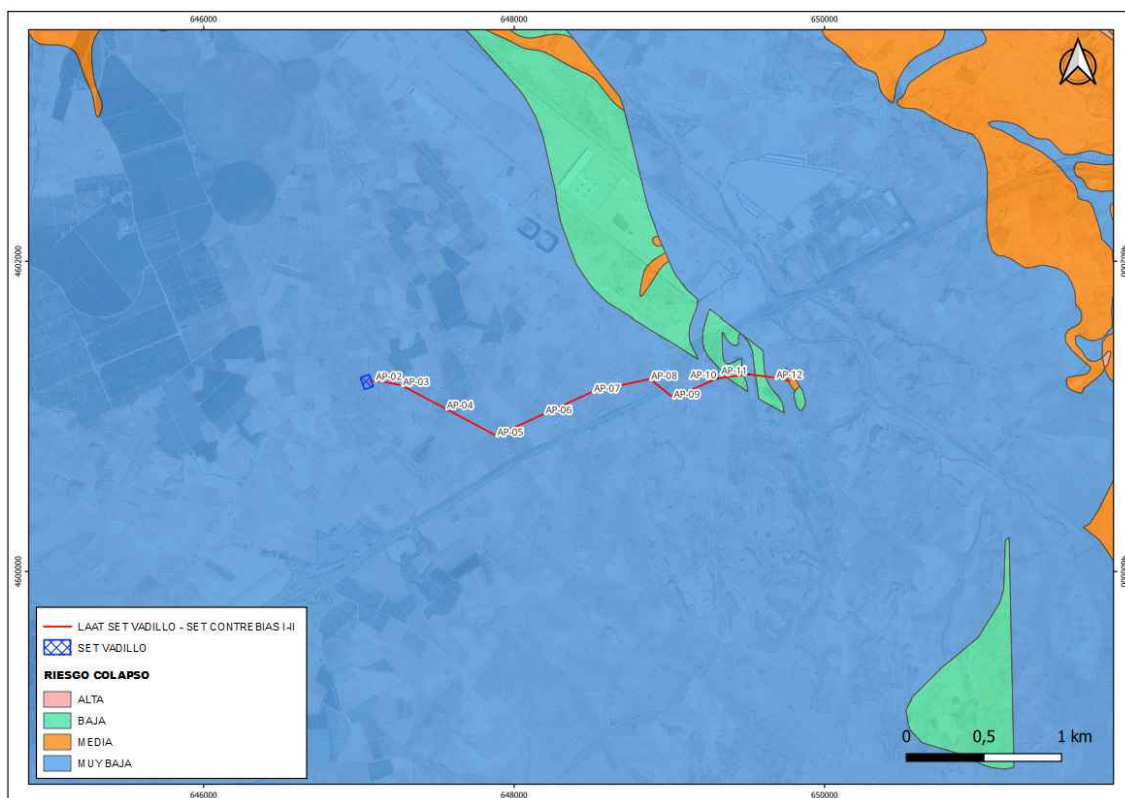 646000
648000
650000
4602000
4602000
AP-02
AP-03
AP-04
AP-05
AP-06
AP-07
AP-08
AP-09
AP-10
AP-11
AP-12
4600000
4600000
LAAT SET VADILLO - SET CONTREBIAS I-II
SET VADILLO
RIESGO COLAPSO
ALTA
BAJA
MEDIA
MUY BAJA
0 0,5 1 km
646000
648000
650000